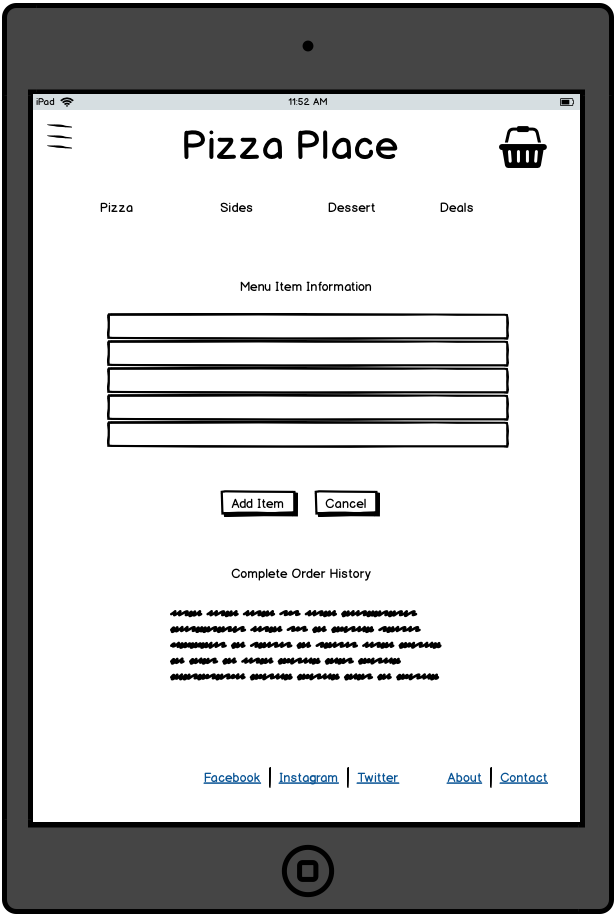 iPad 11:52 AM
Pizza Place
Pizza Sides Dessert Deals
Menu Item Information
Add Item Cancel
Complete Order History
Facebook Instagram Twitter About Contact